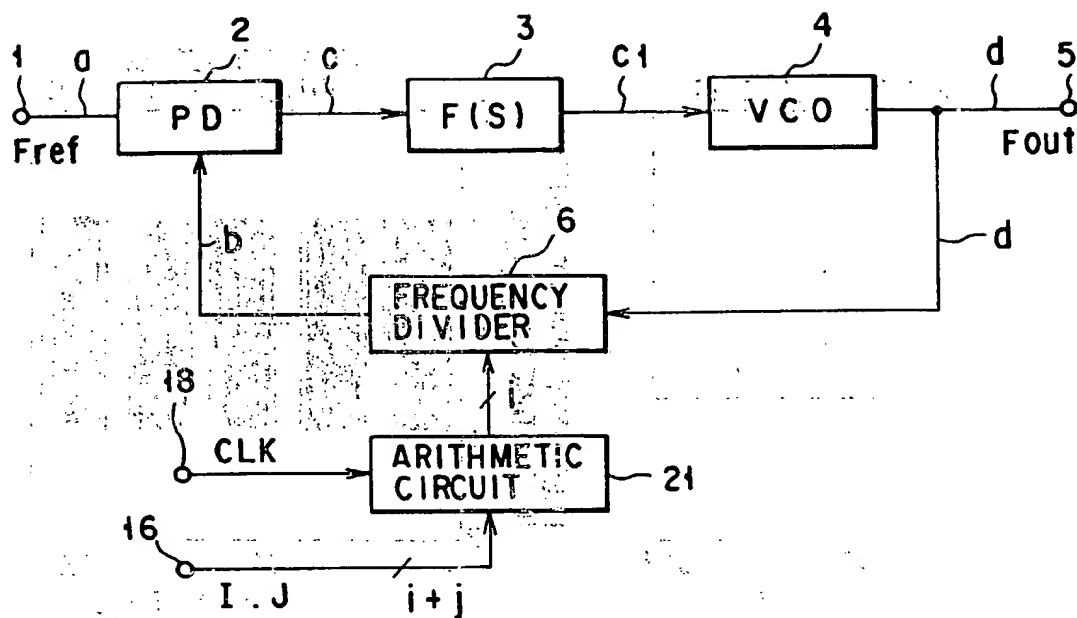 1
a
2
c
3
c1
4
d
5
PD
F(S)
VCO
Fref
Fout
b
6
d
FREQUENCY
DIVIDER
18
i
CLK
ARITHMETIC
CIRCUIT
21
16
I . J
i + j